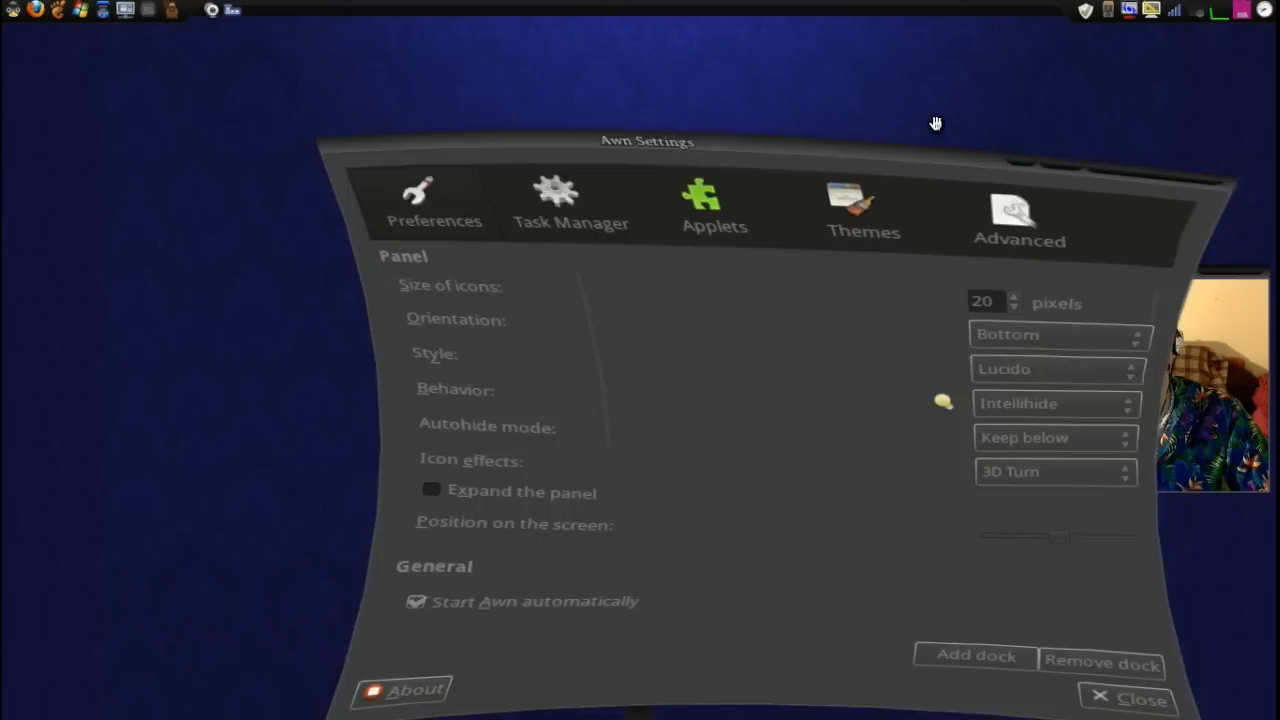 Awn Settings
Preferences
Task Manager
Applets
Themes
Advanced
Panel
Size of icons:
20 pixels
Orientation:
Bottom
Style:
Lucido
Behavior:
Intellihide
Autohide mode:
Keep below
Icon effects:
3D Turn
Expand the panel
Position on the screen:
General
Start Awn automatically
Add dock
Remove dock
About
Close